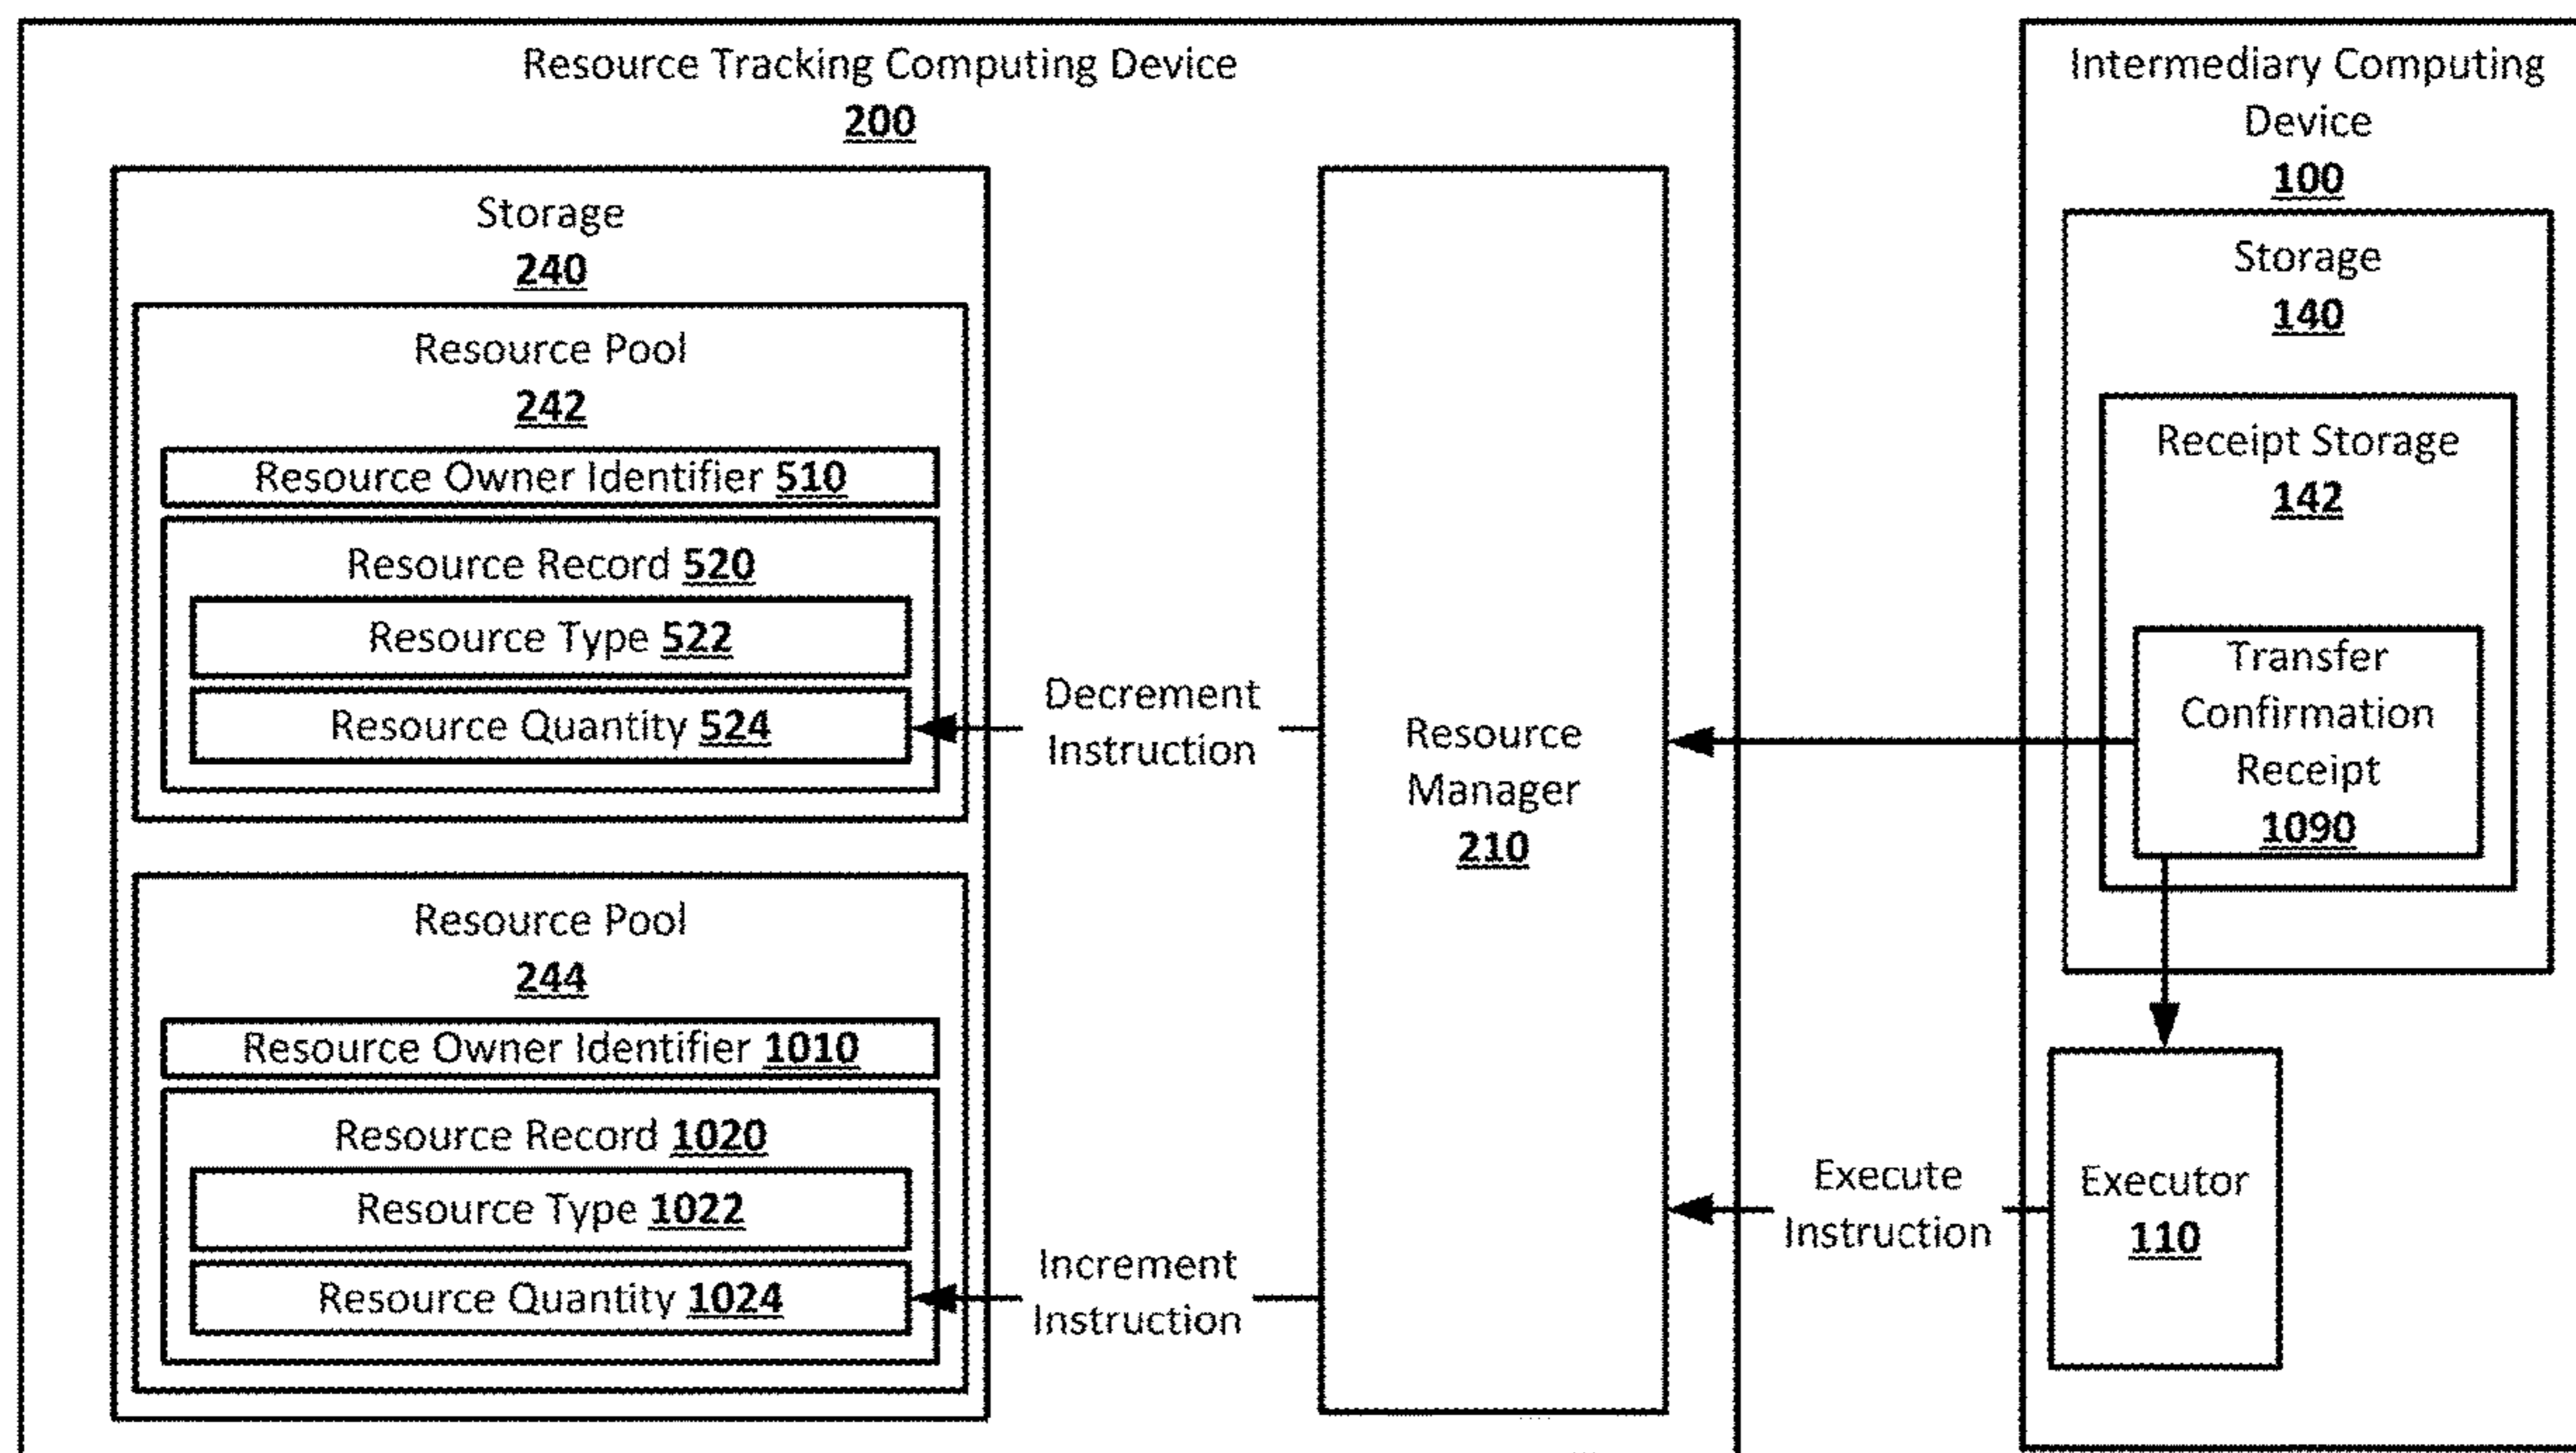 Resource Tracking Computing Device
200
Storage
240
Resource Pool
242
Resource Owner Identifier 510
Resource Record 520
Resource Type 522
Resource Quantity 524
Resource Pool
244
Resource Owner Identifier 1010
Resource Record 1020
Resource Type 1022
Resource Quantity 1024
Decrement
Instruction
Increment
Instruction
Resource
Manager
210
Execute
Instruction
Intermediary Computing
Device
100
Storage
140
Receipt Storage
142
Transfer
Confirmation
Receipt
1090
Executor
110